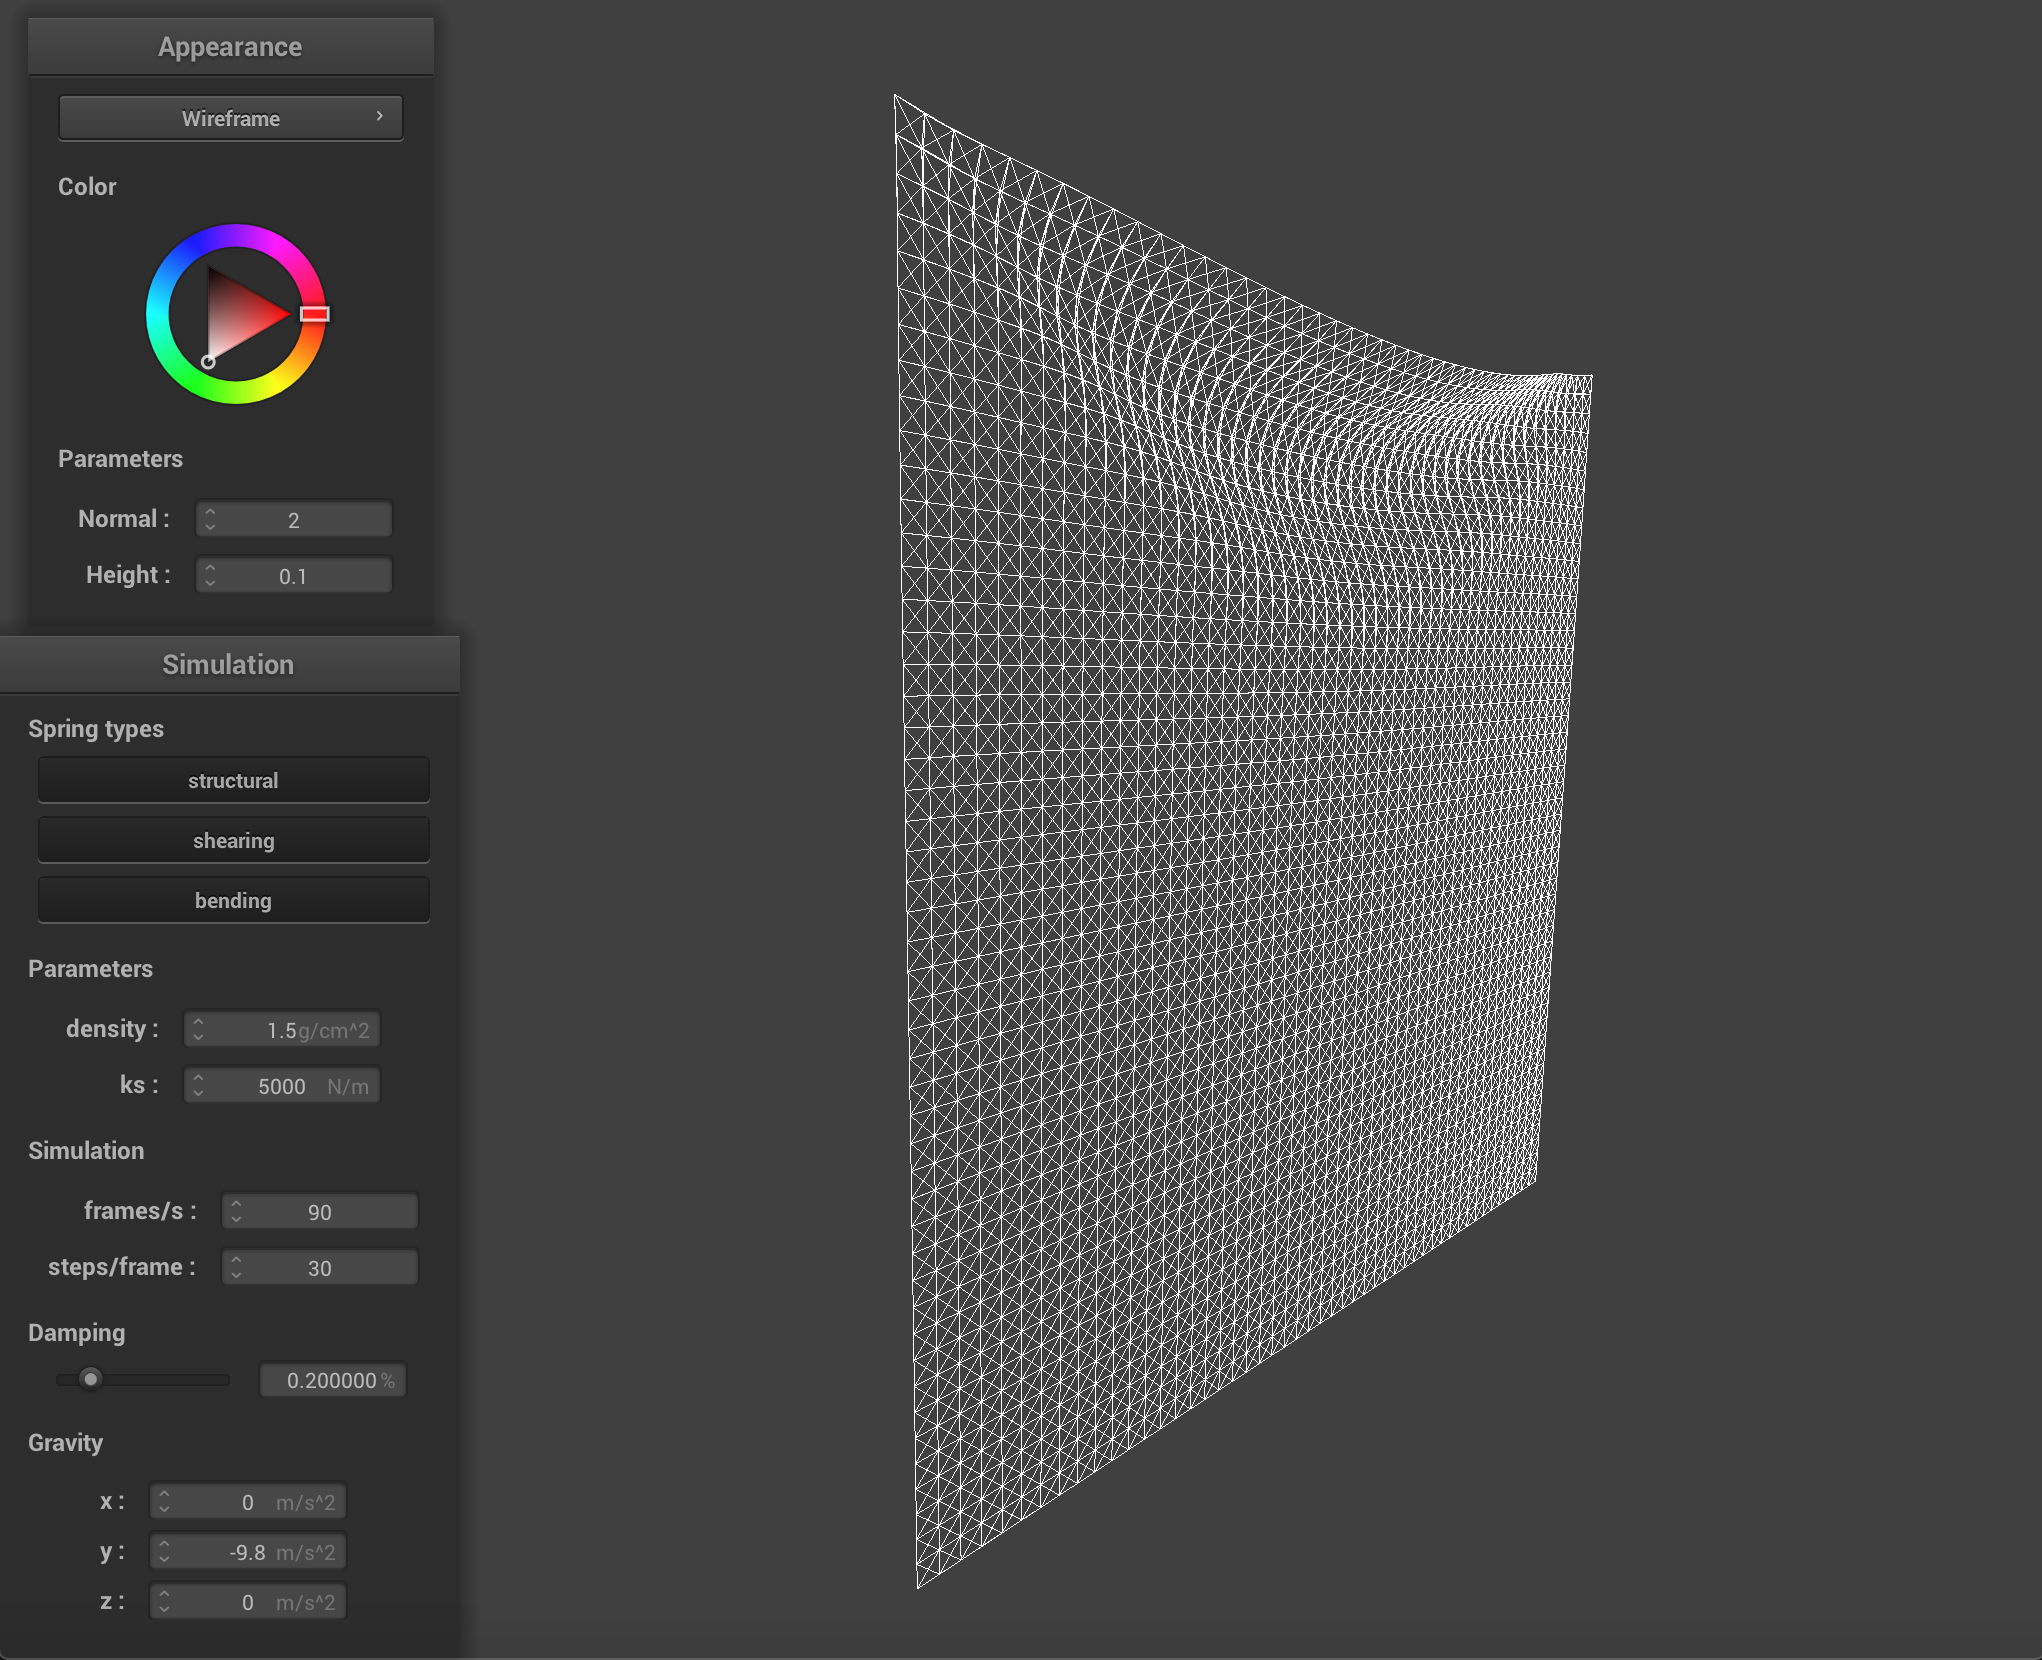 Appearance
Wireframe
Color
Parameters
Normal : 2
Height : 0.1
Simulation
Spring types
structural
shearing
bending
Parameters
density : 1.5g/cm^2
ks : 5000 N/m
Simulation
frames/s : 90
steps/frame : 30
Damping
0.200000%
Gravity
x : 0 m/s^2
y : -9.8 m/s^2
z : 0 m/s^2